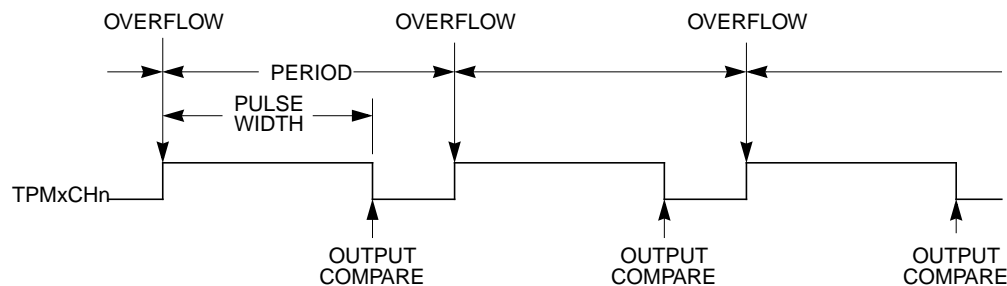 OVERFLOW OVERFLOW OVERFLOW
PERIOD
PULSE
WIDTH
TPMxCHn
OUTPUT OUTPUT OUTPUT
COMPARE COMPARE COMPARE